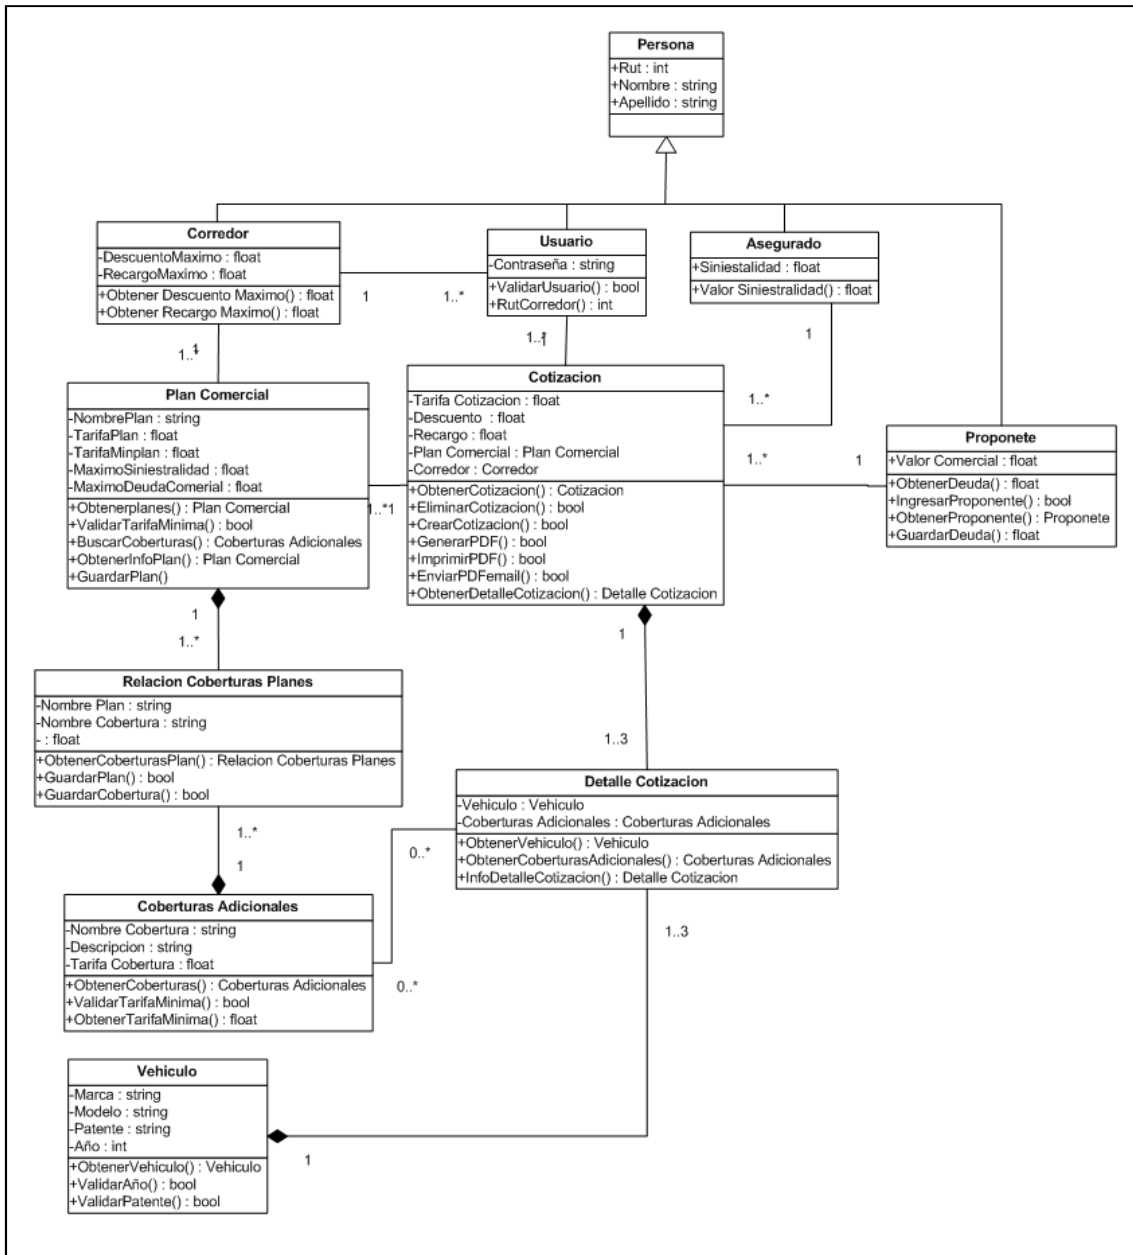 Persona
+Rut : int
+Nombre : string
+Apellido : string
Corredor
-DescuentoMaximo : float
-RecargoMaximo : float
+Obtener Descuento Maximo() : float
+Obtener Recargo Maximo() : float
Usuario
-Contraseña : string
+ValidarUsuario() : bool
+RutCorredor() : int
Asegurado
+Siniestalidad : float
+Valor Siniestralidad() : float
1
1..*
1
1..*
1..*
1
1
Plan Comercial
-NombrePlan : string
-TarifaPlan : float
-TarifaMinplan : float
-MaximoSiniestralidad : float
-MaximoDeudaComerial : float
+Obtenerplanes() : Plan Comercial
+ValidarTarifaMinima() : bool
+BuscarCoberturas() : Coberturas Adicionales
+ObtenerInfoPlan() : Plan Comercial
+GuardarPlan()
Cotizacion
-Tarifa Cotizacion : float
-Descuento : float
-Recargo : float
-Plan Comercial : Plan Comercial
-Corredor : Corredor
+ObtenerCotizacion() : Cotizacion
+EliminarCotizacion() : bool
+CrearCotizacion() : bool
+GenerarPDF() : bool
+ImprimirPDF() : bool
+EnviarPDFemail() : bool
+ObtenerDetalleCotizacion() : Detalle Cotizacion
1..*
1..*
1
1..*
1
Proponete
+Valor Comercial : float
+ObtenerDeuda() : float
+IngresarProponente() : bool
+ObtenerProponente() : Proponete
+GuardarDeuda() : float
1
1..*
1
1..3
Relacion Coberturas Planes
-Nombre Plan : string
-Nombre Cobertura : string
- : float
+ObtenerCoberturasPlan() : Relacion Coberturas Planes
+GuardarPlan() : bool
+GuardarCobertura() : bool
Detalle Cotizacion
-Vehiculo : Vehiculo
-Coberturas Adicionales : Coberturas Adicionales
+ObtenerVehiculo() : Vehiculo
+ObtenerCoberturasAdicionales() : Coberturas Adicionales
+InfoDetalleCotizacion() : Detalle Cotizacion
1..*
1
0..*
0..*
1..3
Coberturas Adicionales
-Nombre Cobertura : string
-Descripcion : string
-Tarifa Cobertura : float
+ObtenerCoberturas() : Coberturas Adicionales
+ValidarTarifaMinima() : bool
+ObtenerTarifaMinima() : float
Vehiculo
-Marca : string
-Modelo : string
-Patente : string
-Año : int
+ObtenerVehiculo() : Vehiculo
+ValidarAño() : bool
+ValidarPatente() : bool
1